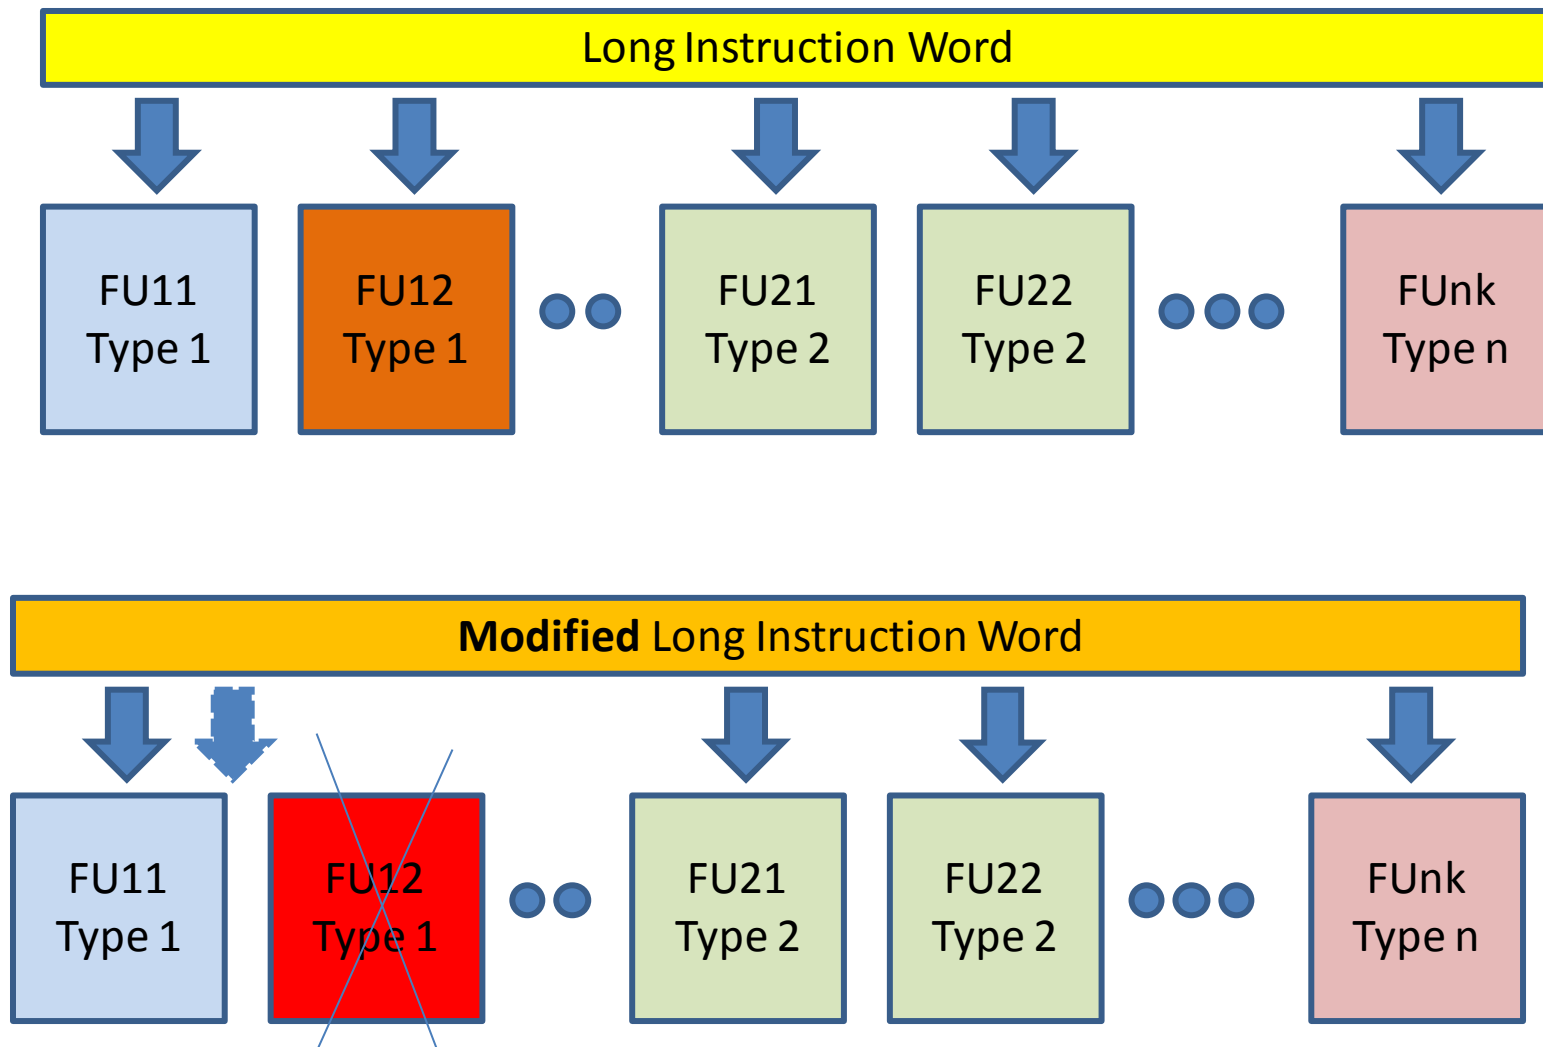 Long Instruction Word
FU11
Type 1
FU12
Type 1
FU21
Type 2
FU22
Type 2
FUnk
Type n
Modified Long Instruction Word
FU11
Type 1
FU12
Type 1
FU21
Type 2
FU22
Type 2
FUnk
Type n